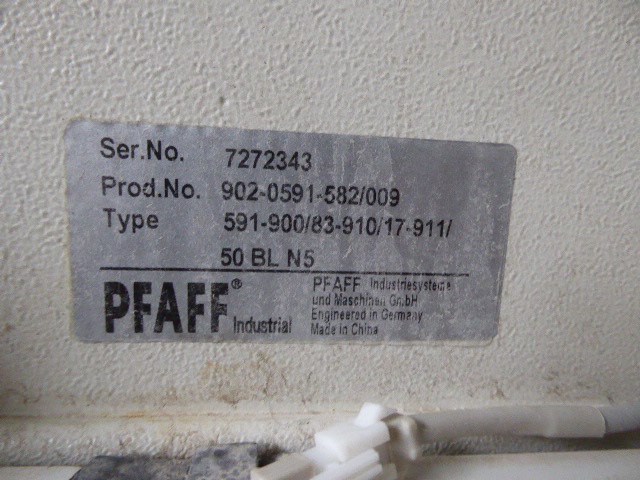 Ser.No. 7272343
Prod.No. 902-0591-582/009
Type 591-900/83-910/17-911/
50 BL N5
PFAFF® Industrial
PFAFF Industriesysteme
und Maschinen GmbH
Engineered in Germany
Made in China